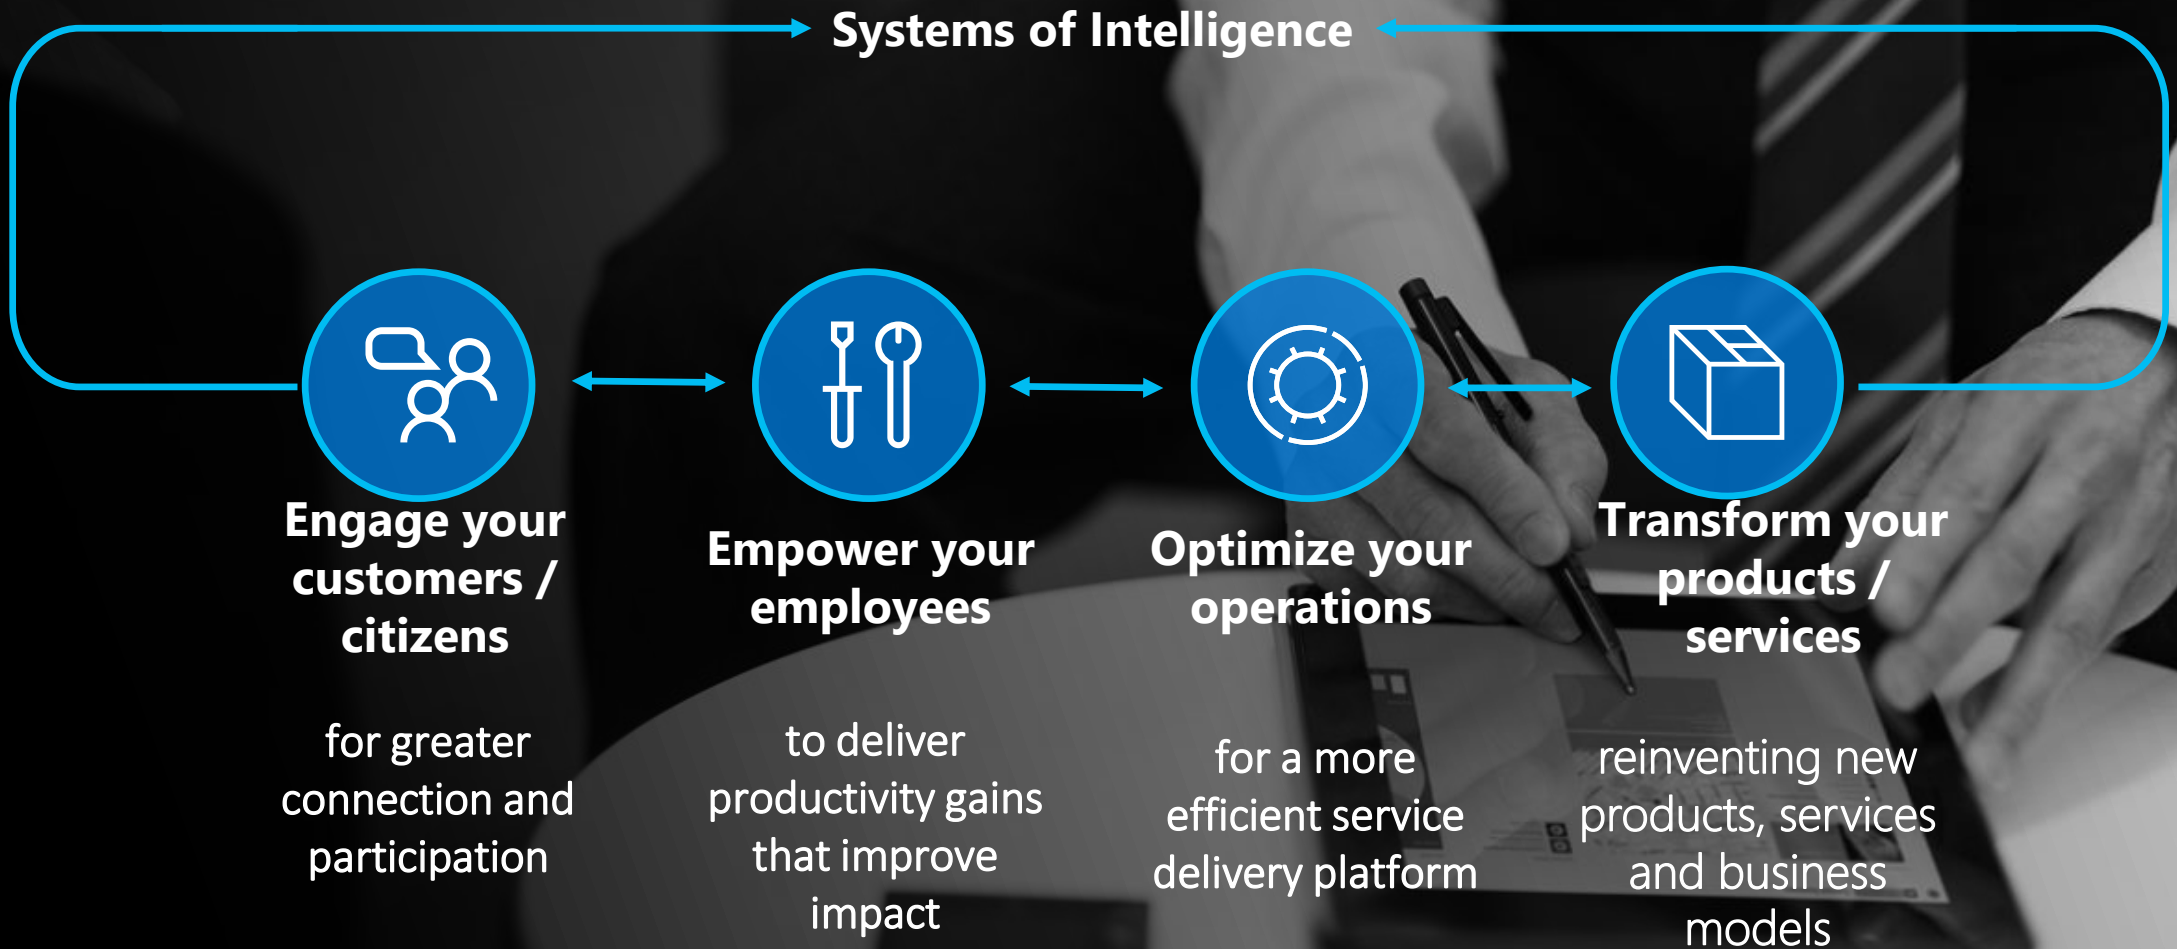 Systems of Intelligence
Engage your
customers /
citizens
for greater
connection and
participation
Empower your
employees
to deliver
productivity gains
that improve
impact
Optimize your
operations
for a more
efficient service
delivery platform
Transform your
products /
services
reinventing new
products, services
and business
models